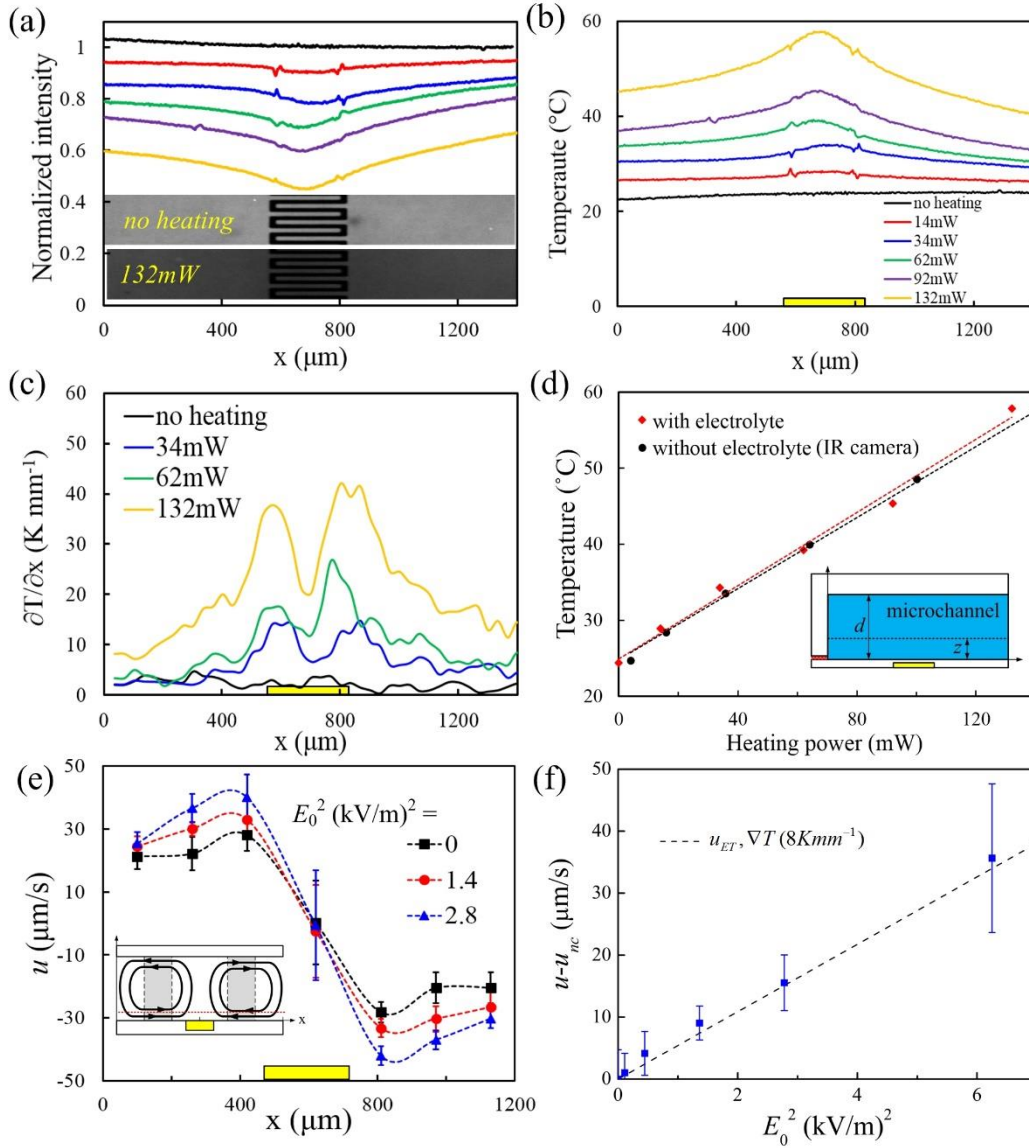 (a)
Normalized intensity
1
0.8
0.6
0.4
0.2
0
no heating
132mW
0 400 800 1200
x (μm)
(b)
Temperaute (°C)
60
40
20
0
no heating
14mW
34mW
62mW
92mW
132mW
0 400 800 1200
x (μm)
(c)
∂T/∂x (K mm⁻¹)
60
50
40
30
20
10
0
no heating
34mW
62mW
132mW
0 400 800 1200
x (μm)
(d)
Temperature (˚C)
60
50
40
30
20
with electrolyte
without electrolyte (IR camera)
microchannel
d
z
0 40 80 120
Heating power (mW)
(e)
u (μm/s)
50
30
10
-10
-30
-50
E₀² (kV/m)² =
0
1.4
2.8
x
0 400 800 1200
x (μm)
(f)
u-uₙc (μm/s)
50
40
30
20
10
0
u_ET, ∇T (8Kmm⁻¹)
0 2 4 6
E₀² (kV/m)²